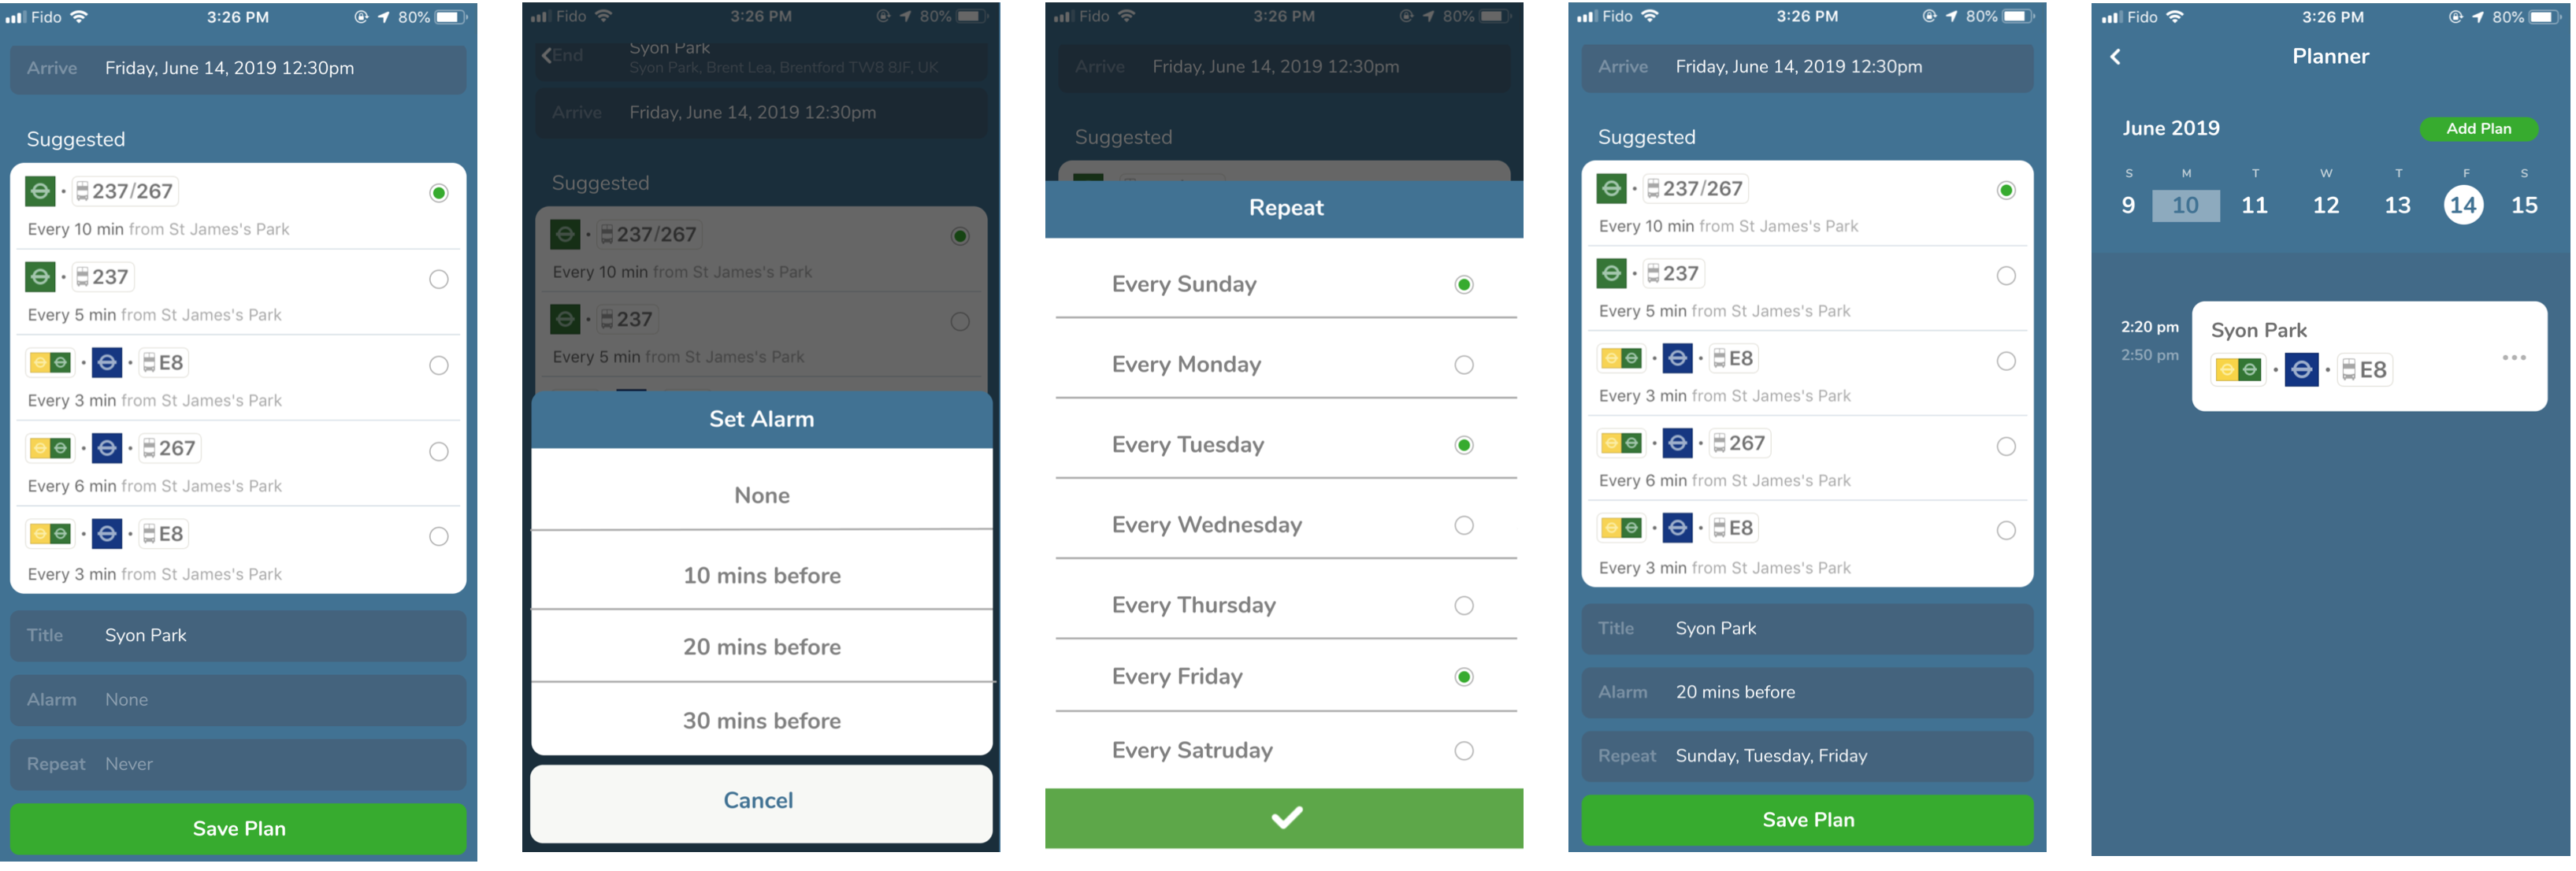 Fido 3:26 PM 80%
Arrive Friday, June 14, 2019 12:30pm
Suggested
237/267
Every 10 min from St James's Park
237
Every 5 min from St James's Park
E8
Every 3 min from St James's Park
267
Every 6 min from St James's Park
E8
Every 3 min from St James's Park
Title Syon Park
Alarm None
Repeat Never
Save Plan
Fido 3:26 PM 80%
End Syon Park
Syon Park, Brent Lea, Brentford TW8 8JF, UK
Arrive Friday, June 14, 2019 12:30pm
Suggested
237/267
Every 10 min from St James's Park
237
Every 5 min from St James's Park
Set Alarm
None
10 mins before
20 mins before
30 mins before
Cancel
Fido 3:26 PM 80%
Arrive Friday, June 14, 2019 12:30pm
Suggested
Repeat
Every Sunday
Every Monday
Every Tuesday
Every Wednesday
Every Thursday
Every Friday
Every Satruday
Fido 3:26 PM 80%
Arrive Friday, June 14, 2019 12:30pm
Suggested
237/267
Every 10 min from St James's Park
237
Every 5 min from St James's Park
E8
Every 3 min from St James's Park
267
Every 6 min from St James's Park
E8
Every 3 min from St James's Park
Title Syon Park
Alarm 20 mins before
Repeat Sunday, Tuesday, Friday
Save Plan
Fido 3:26 PM 80%
Planner
June 2019 Add Plan
S M T W T F S
9 10 11 12 13 14 15
2:20 pm Syon Park
2:50 pm E8